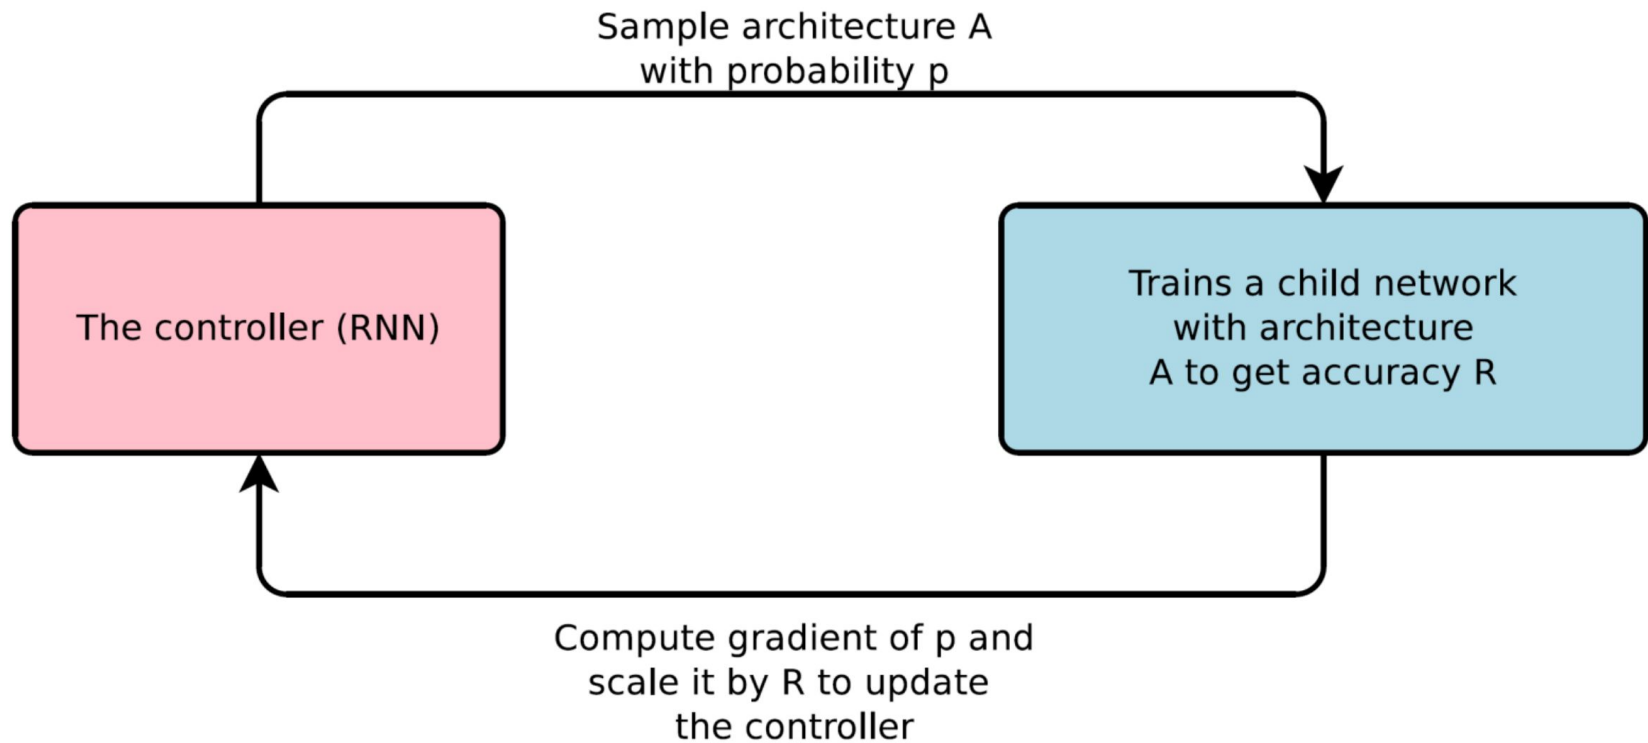 Sample architecture A
with probability p
The controller (RNN)
Trains a child network
with architecture
A to get accuracy R
Compute gradient of p and
scale it by R to update
the controller